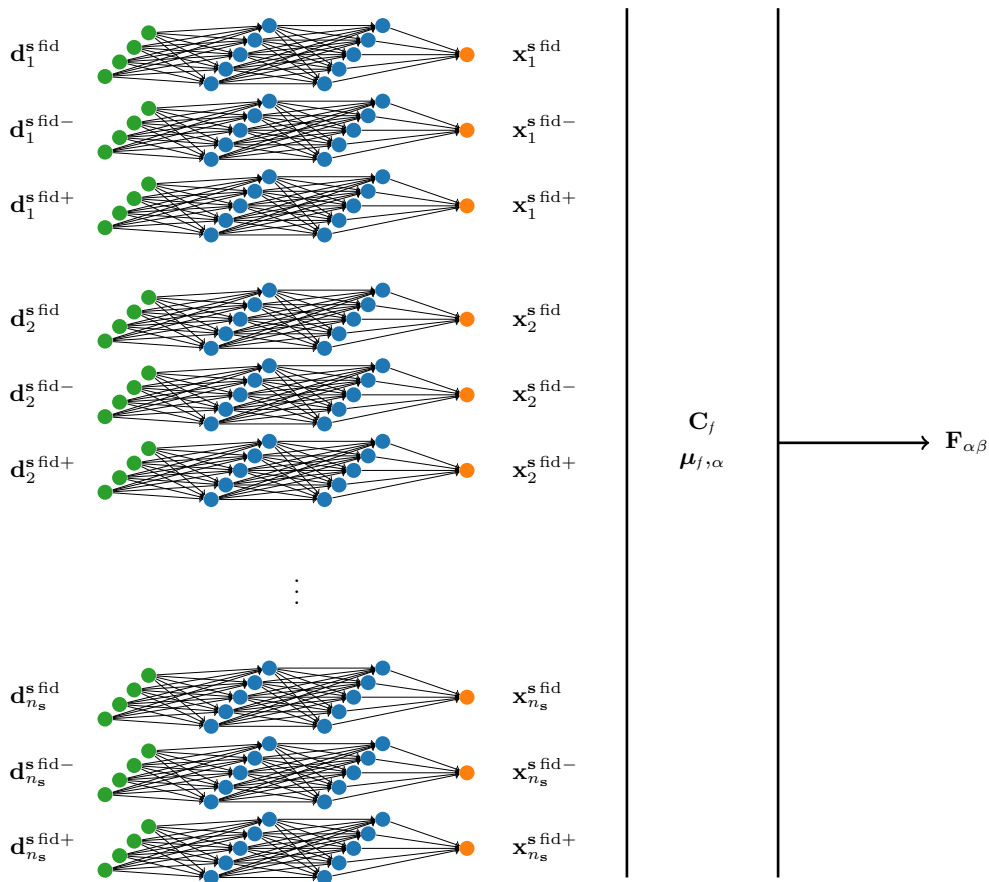 𝐝₁^{𝐬 fid} 𝐱₁^{𝐬 fid}
𝐝₁^{𝐬 fid−} 𝐱₁^{𝐬 fid−}
𝐝₁^{𝐬 fid+} 𝐱₁^{𝐬 fid+}
𝐝₂^{𝐬 fid} 𝐱₂^{𝐬 fid}
𝐝₂^{𝐬 fid−} 𝐱₂^{𝐬 fid−}
𝐂_f
𝐅_{αβ}
𝛍_f,α
𝐝₂^{𝐬 fid+} 𝐱₂^{𝐬 fid+}
⋮
𝐝_{n_𝐬}^{𝐬 fid} 𝐱_{n_𝐬}^{𝐬 fid}
𝐝_{n_𝐬}^{𝐬 fid−} 𝐱_{n_𝐬}^{𝐬 fid−}
𝐝_{n_𝐬}^{𝐬 fid+} 𝐱_{n_𝐬}^{𝐬 fid+}